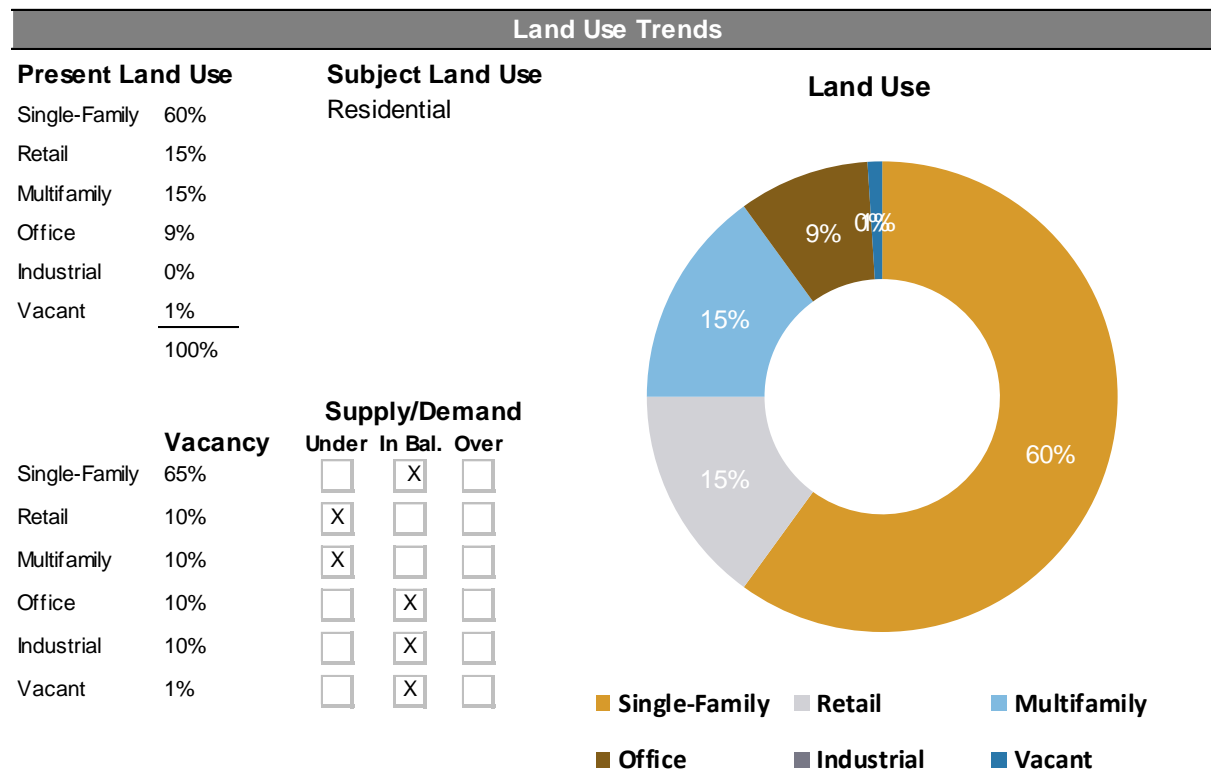 Land Use Trends
Present Land Use
Single-Family 60%
Retail 15%
Multifamily 15%
Office 9%
Industrial 0%
Vacant 1%
100%
Subject Land Use
Residential
Supply/Demand
Vacancy Under In Bal. Over
Single-Family 65% X
Retail 10% X
Multifamily 10% X
Office 10% X
Industrial 10% X
Vacant 1% X
Land Use
60%
15%
15%
9%
0%
1%
Single-Family Retail Multifamily
Office Industrial Vacant